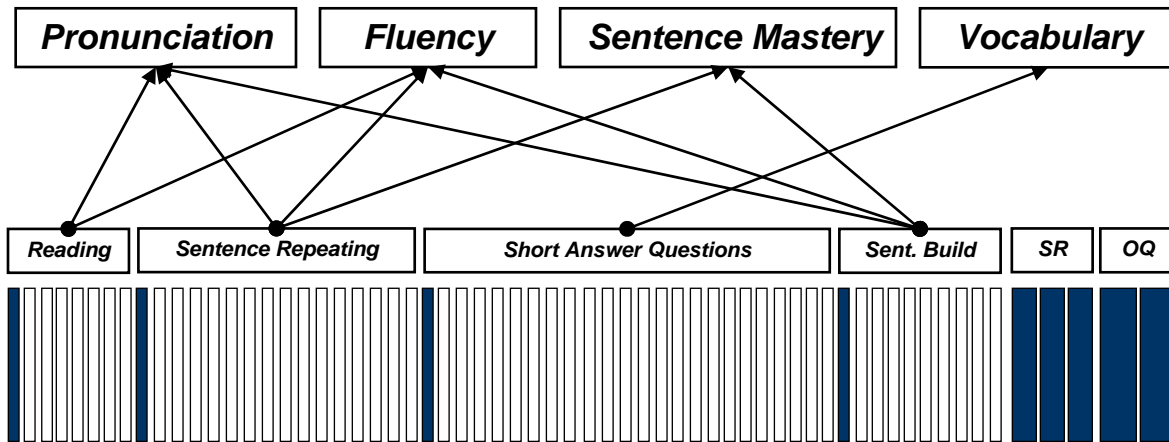 Pronunciation
Fluency
Sentence Mastery
Vocabulary
Reading
Sentence Repeating
Short Answer Questions
Sent. Build
SR
OQ